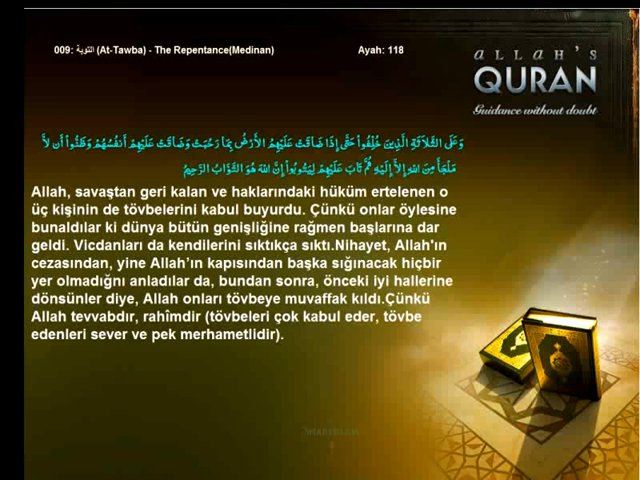 009: التوبة (At-Tawba) - The Repentance(Medinan)
Ayah: 118
ALLAH'S
QURAN
Guidance without doubt
وَعَلَى الثَّلَاثَةِ الَّذِينَ خُلِّفُواْ حَتَّى إِذَا ضَاقَتْ عَلَيْهِمُ الأَرْضُ بِمَا رَحُبَتْ وَضَاقَتْ عَلَيْهِمْ أَنفُسُهُمْ وَظَنُّواْ أَن لاَّ
مَلْجَأَ مِنَ اللّهِ إِلاَّ إِلَيْهِ ثُمَّ تَابَ عَلَيْهِمْ لِيَتُوبُواْ إِنَّ اللّهَ هُوَ التَّوَّابُ الرَّحِيمُ
Allah, savaştan geri kalan ve haklarındaki hüküm ertelenen o
üç kişinin de tövbelerini kabul buyurdu. Çünkü onlar öylesine
bunaldılar ki dünya bütün genişliğine rağmen başlarına dar
geldi. Vicdanları da kendilerini sıktıkça sıktı.Nihayet, Allah'ın
cezasından, yine Allah'ın kapısından başka sığınacak hiçbir
yer olmadığnı anladılar da, bundan sonra, önceki iyi hallerine
dönsünler diye, Allah onları tövbeye muvaffak kıldı.Çünkü
Allah tevvabdır, rahîmdir (tövbeleri çok kabul eder, tövbe
edenleri sever ve pek merhametlidir).